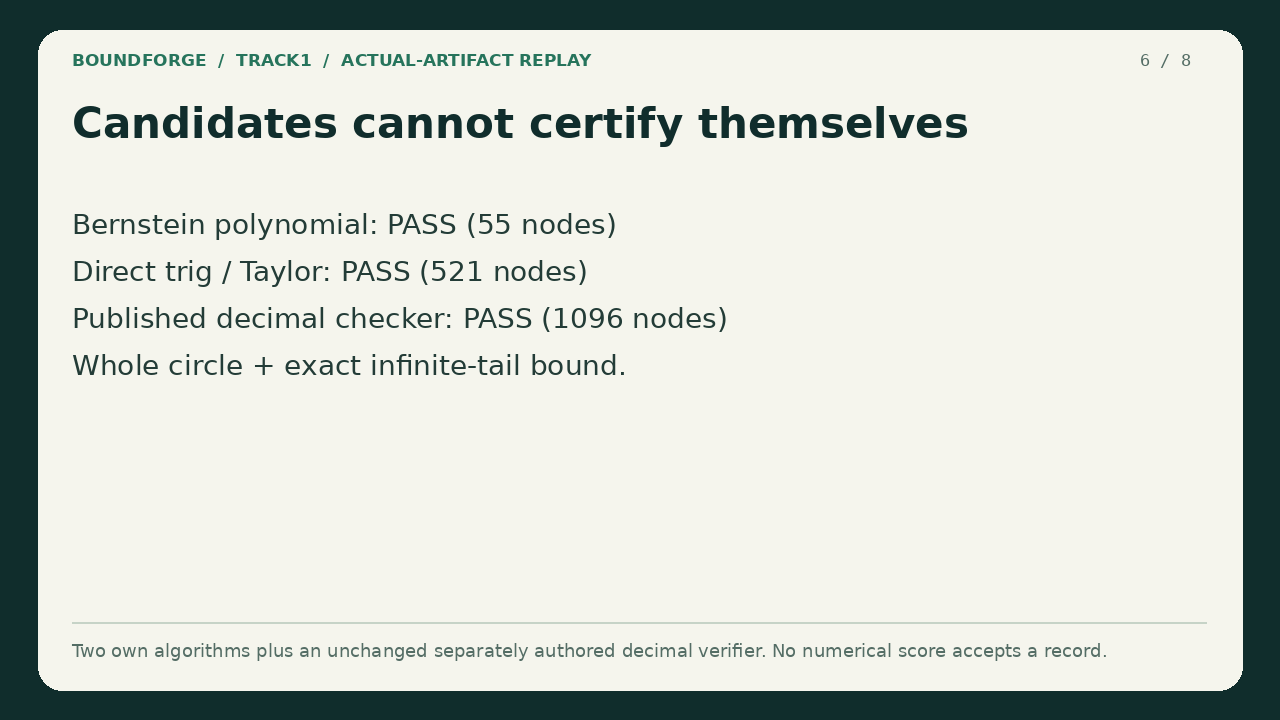 BOUNDFORGE / TRACK1 / ACTUAL-ARTIFACT REPLAY
6 / 8
Candidates cannot certify themselves
Bernstein polynomial: PASS (55 nodes)
Direct trig / Taylor: PASS (521 nodes)
Published decimal checker: PASS (1096 nodes)
Whole circle + exact infinite-tail bound.
Two own algorithms plus an unchanged separately authored decimal verifier. No numerical score accepts a record.